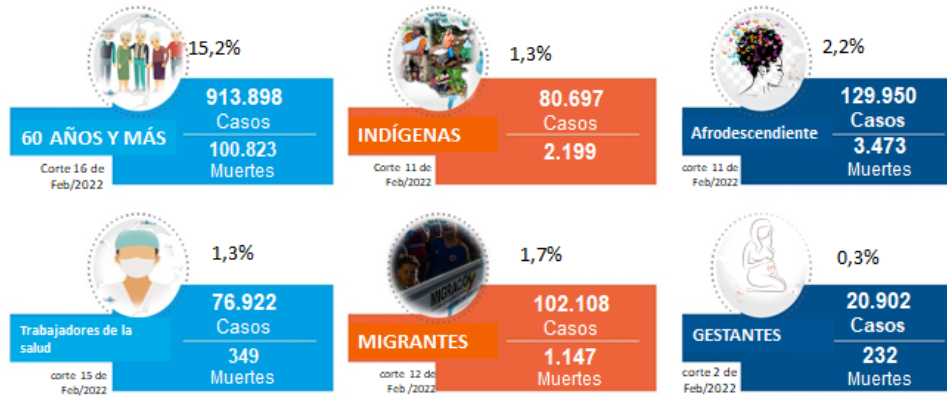 15,2%
913.898
Casos
60 AÑOS Y MÁS
100.823
Muertes
Corte 16 de
Feb/2022
1,3%
80.697
Casos
INDÍGENAS
2.199
Corte 11 de
Feb/2022
2,2%
129.950
Casos
Afrodescendiente
3.473
Muertes
corte 11 de
Feb/2022
1,3%
76.922
Casos
Trabajadores de la
salud
349
Muertes
corte 15 de
Feb/2022
1,7%
MIGRACIÓN
102.108
Casos
MIGRANTES
1.147
Muertes
corte 12 de
Feb /2022
0,3%
20.902
Casos
GESTANTES
232
Muertes
corte 2 de
Feb/2022